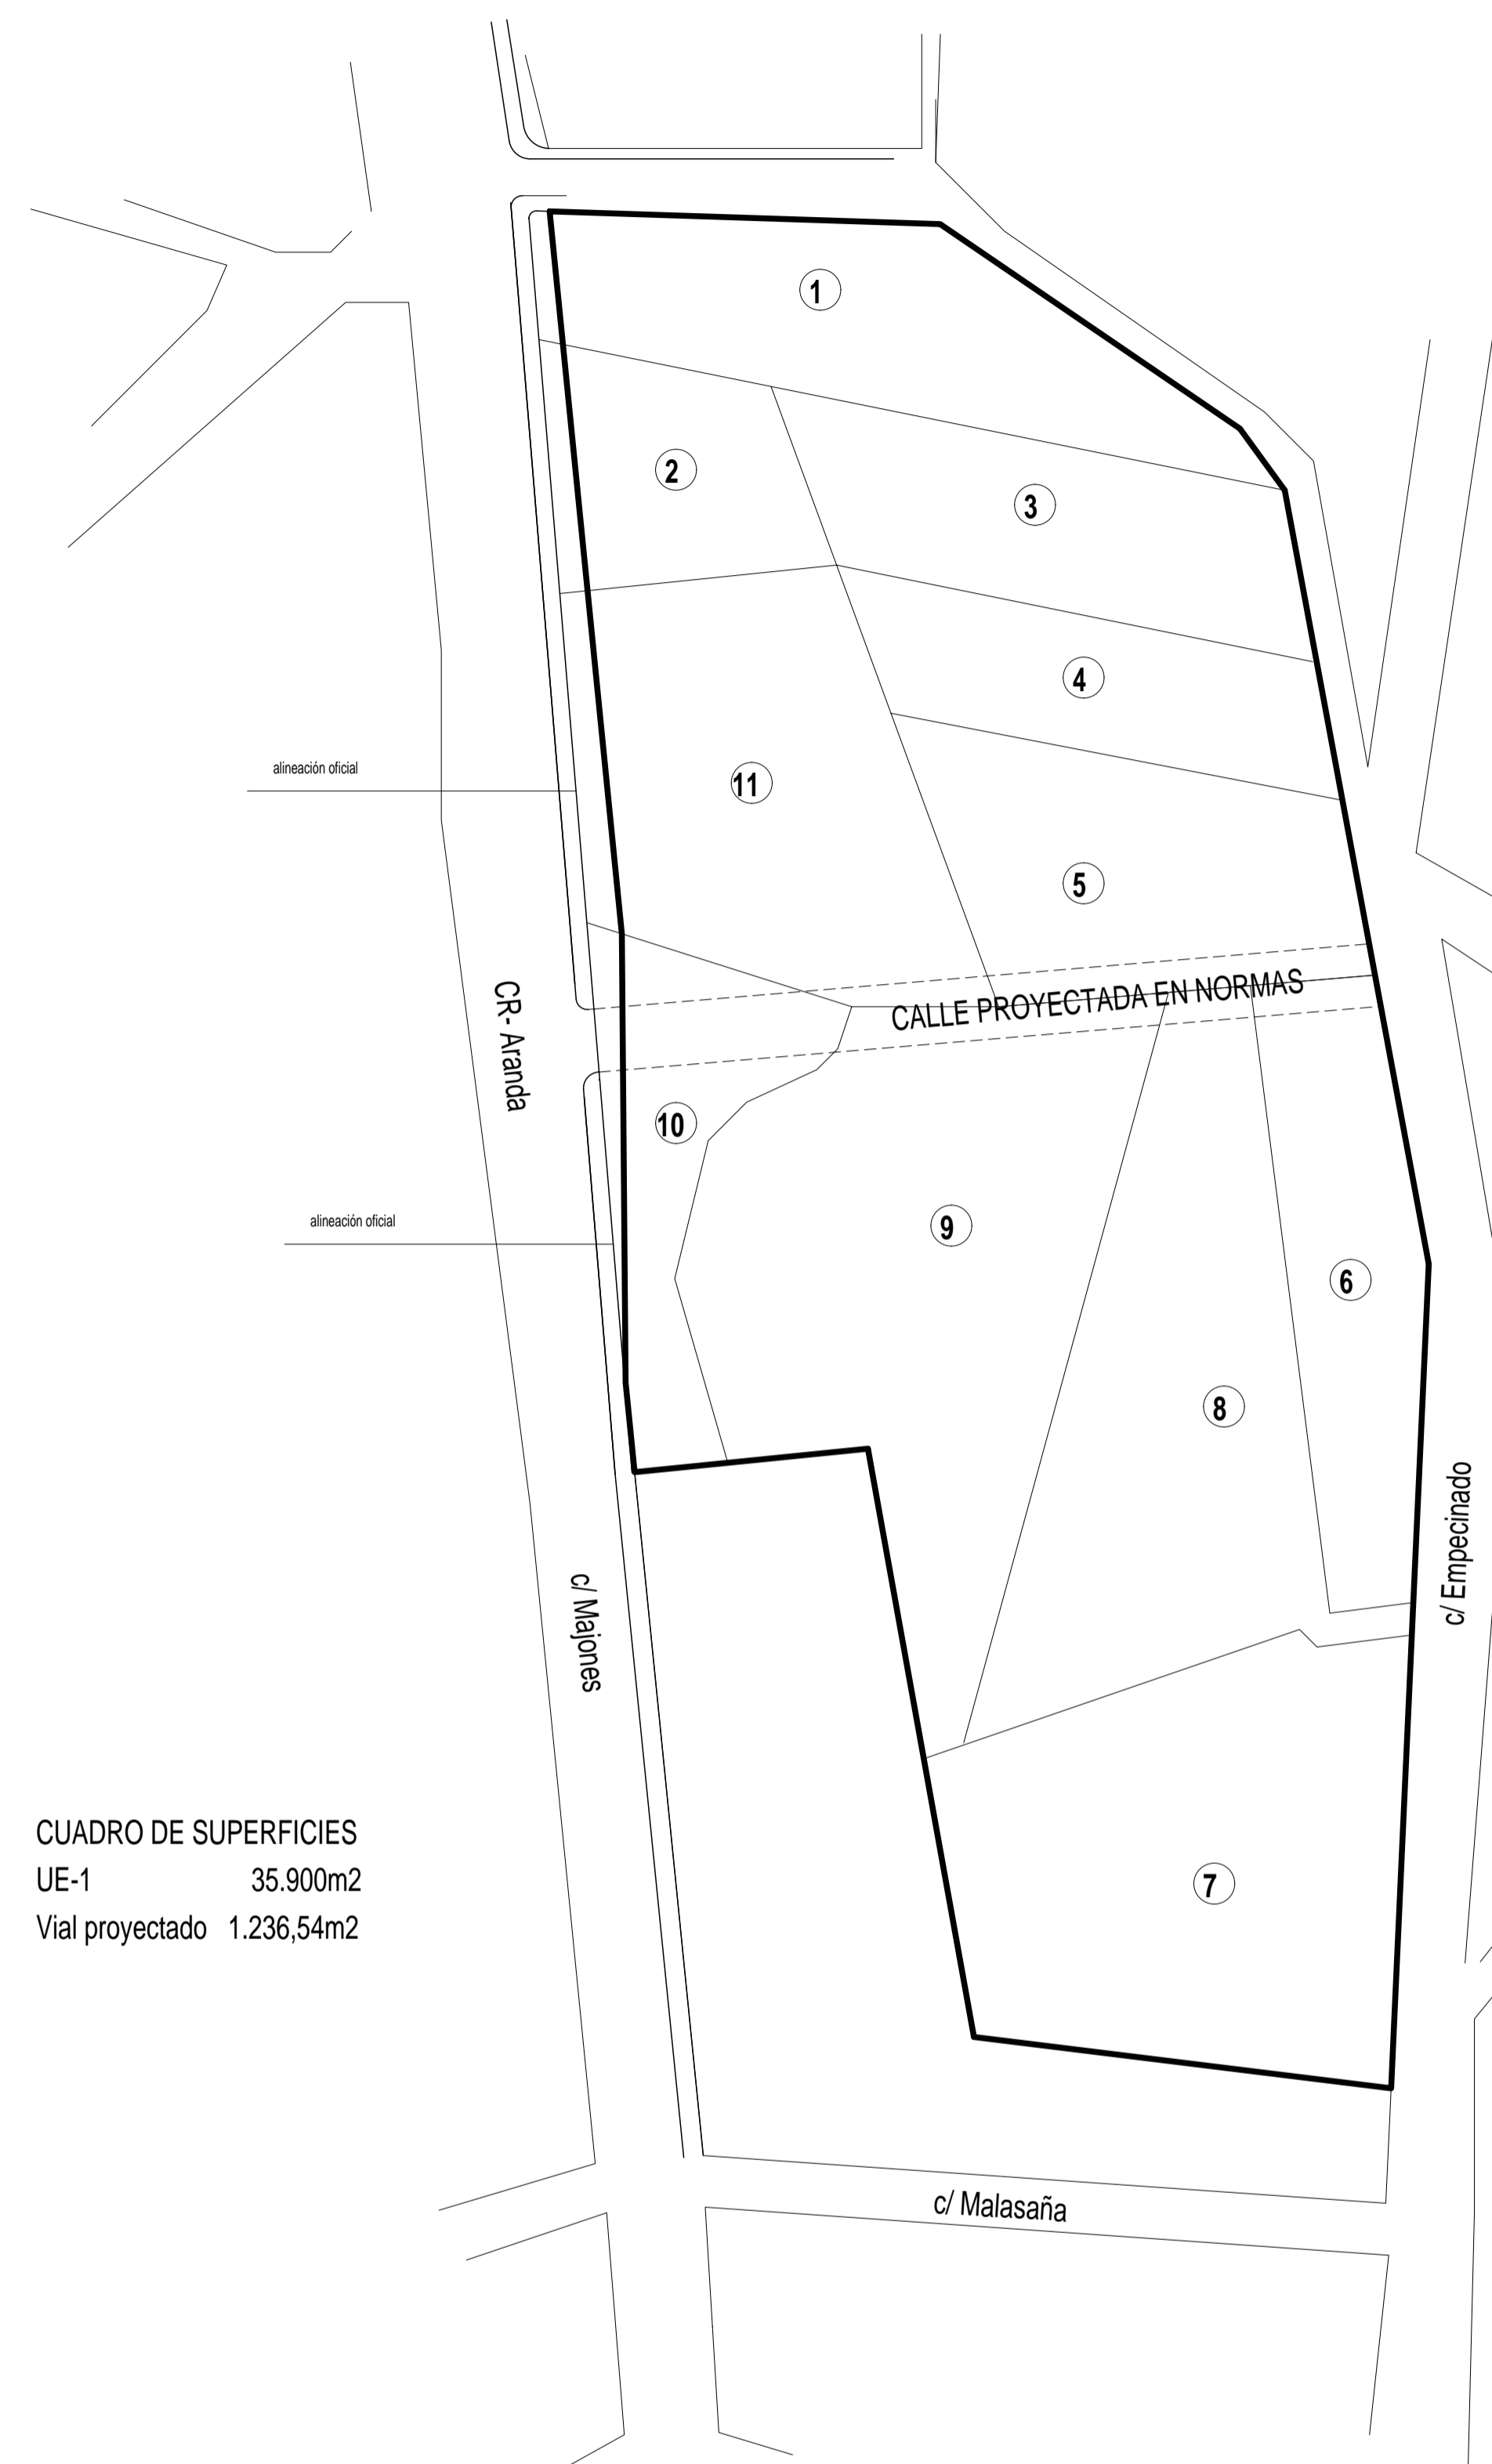 1
2
3
4
alineación oficial
11
5
CALLE PROYECTADA EN NORMAS
CR- Aranda
10
alineación oficial
9
6
8
c/ Empecinado
c/ Majones
CUADRO DE SUPERFICIES
UE-1 35.900m2
Vial proyectado 1.236,54m2
7
c/ Malasaña